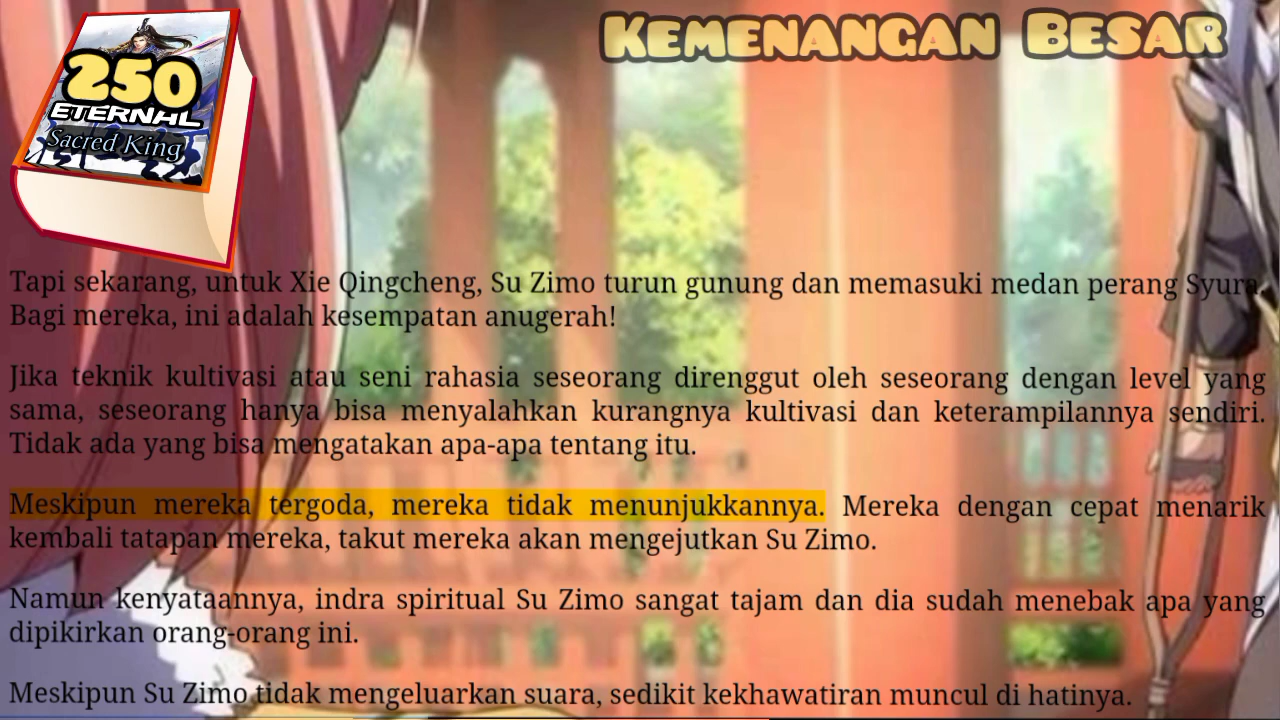 Kemenangan Besar
250
ETERNAL
Sacred King
Tapi sekarang, untuk Xie Qingcheng, Su Zimo turun gunung dan memasuki medan perang Syura.
Bagi mereka, ini adalah kesempatan anugerah!
Jika teknik kultivasi atau seni rahasia seseorang direnggut oleh seseorang dengan level yang
sama, seseorang hanya bisa menyalahkan kurangnya kultivasi dan keterampilannya sendiri.
Tidak ada yang bisa mengatakan apa-apa tentang itu.
Meskipun mereka tergoda, mereka tidak menunjukkannya. Mereka dengan cepat menarik
kembali tatapan mereka, takut mereka akan mengejutkan Su Zimo.
Namun kenyataannya, indra spiritual Su Zimo sangat tajam dan dia sudah menebak apa yang
dipikirkan orang-orang ini.
Meskipun Su Zimo tidak mengeluarkan suara, sedikit kekhawatiran muncul di hatinya.